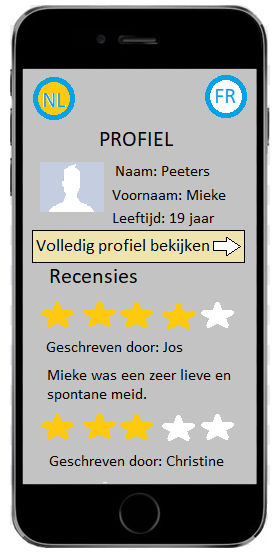 NL
FR
PROFIEL
Naam: Peeters
Voornaam: Mieke
Leeftijd: 19 jaar
Volledig profiel bekijken
Recensies
Geschreven door: Jos
Mieke was een zeer lieve en
spontane meid.
Geschreven door: Christine